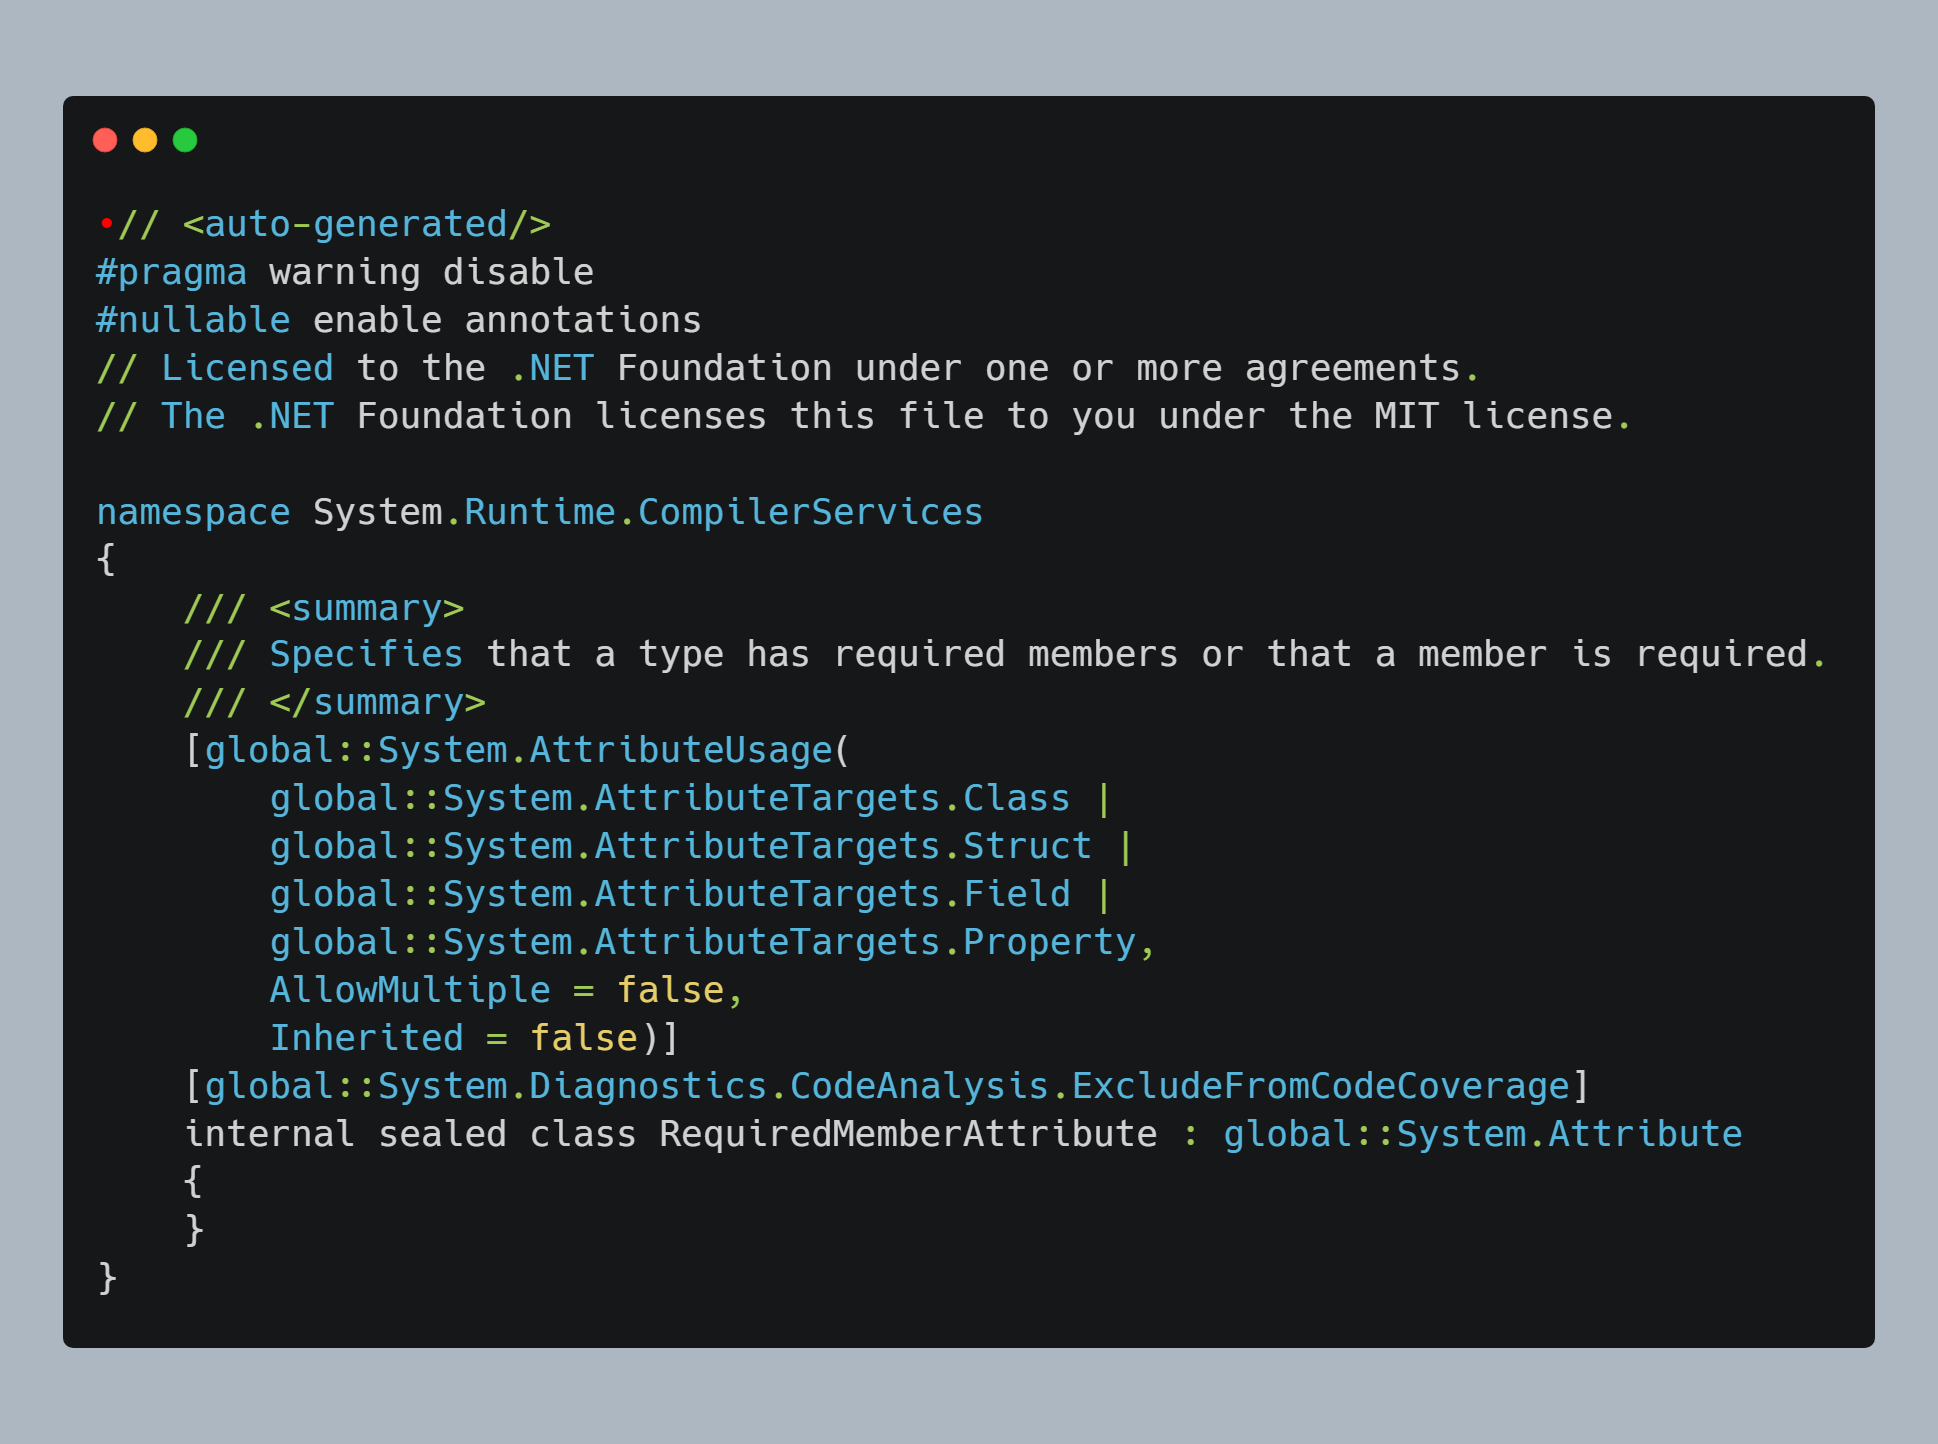 •// <auto-generated/>
#pragma warning disable
#nullable enable annotations
// Licensed to the .NET Foundation under one or more agreements.
// The .NET Foundation licenses this file to you under the MIT license.

namespace System.Runtime.CompilerServices
{
    /// <summary>
    /// Specifies that a type has required members or that a member is required.
    /// </summary>
    [global::System.AttributeUsage(
        global::System.AttributeTargets.Class |
        global::System.AttributeTargets.Struct |
        global::System.AttributeTargets.Field |
        global::System.AttributeTargets.Property,
        AllowMultiple = false,
        Inherited = false)]
    [global::System.Diagnostics.CodeAnalysis.ExcludeFromCodeCoverage]
    internal sealed class RequiredMemberAttribute : global::System.Attribute
    {
    }
}